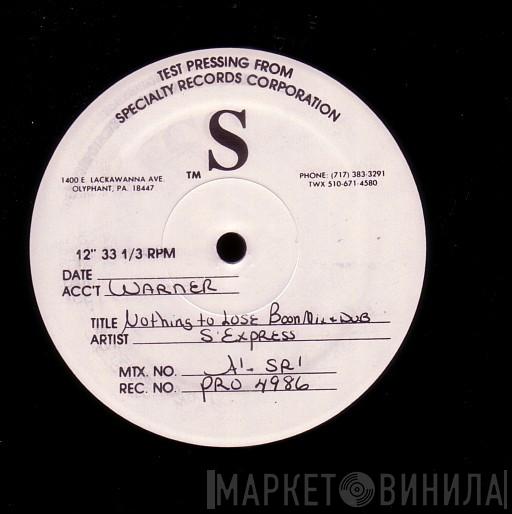 TEST PRESSING FROM
SPECIALTY RECORDS CORPORATION
S
TM
1400 E. LACKAWANNA AVE.
OLYPHANT, PA. 18447
PHONE: (717) 383-3291
TWX 510-671-4580
12" 33 1/3 RPM
DATE
ACC'T WARNER
TITLE Nothing to Lose Boon Mix & DUB
ARTIST S'Express
MTX. NO. A'- SR'
REC. NO. PRO 4986
МАРКЕТ ВИНИЛА